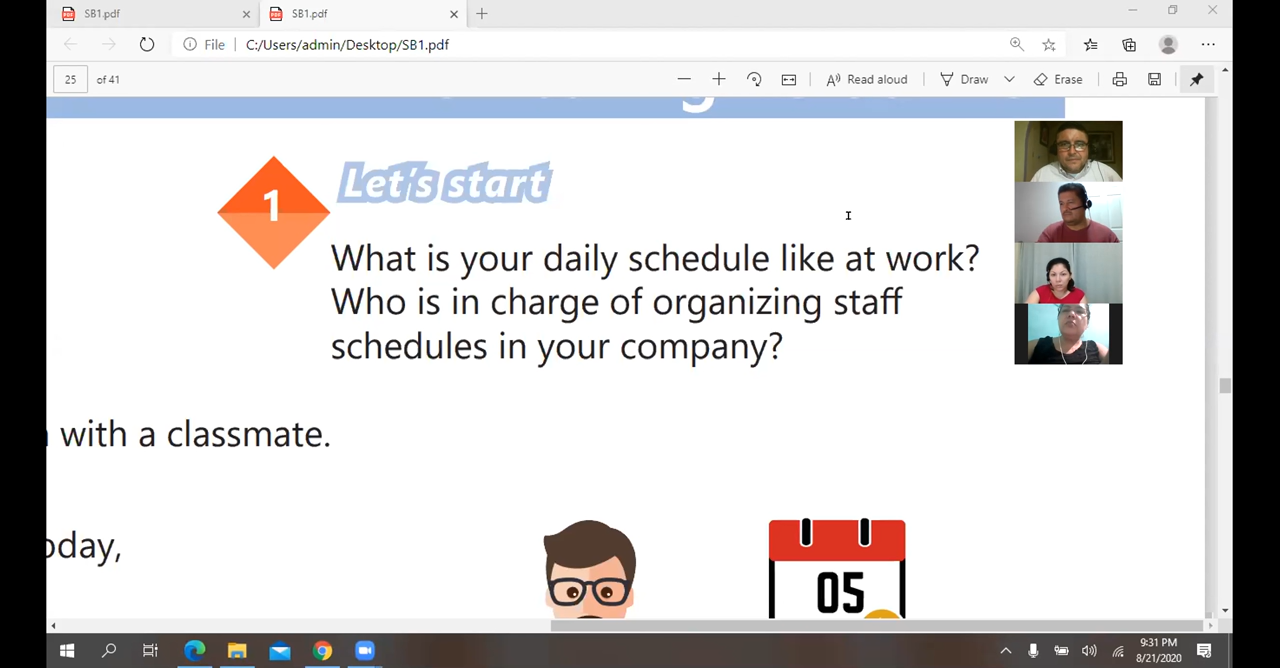 SB1.pdf
SB1.pdf
File
C:/Users/admin/Desktop/SB1.pdf
25 of 41
Read aloud
Draw
Erase
1
Let's start
What is your daily schedule like at work?
Who is in charge of organizing staff
schedules in your company?
with a classmate.
oday,
05
9:31 PM
8/21/2020